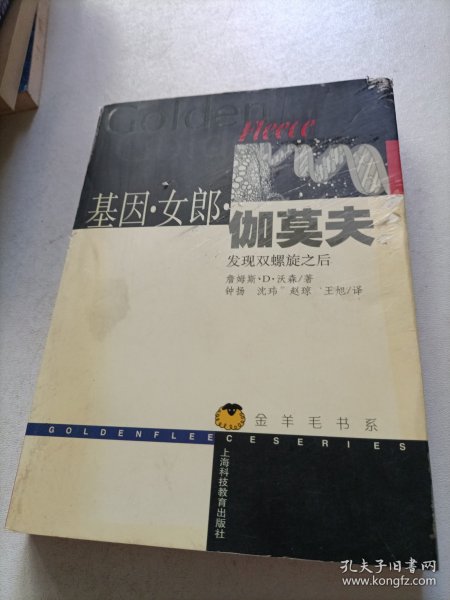 Golden
fleece
基因·女郎·
伽莫夫
发现双螺旋之后
詹姆斯·D·沃森/著
钟扬 沈玮 赵琼 王旭/译
金羊毛书系
GOLDENFLEECESERIES
上海科技教育出版社
孔夫子旧书网
www.kongfz.com